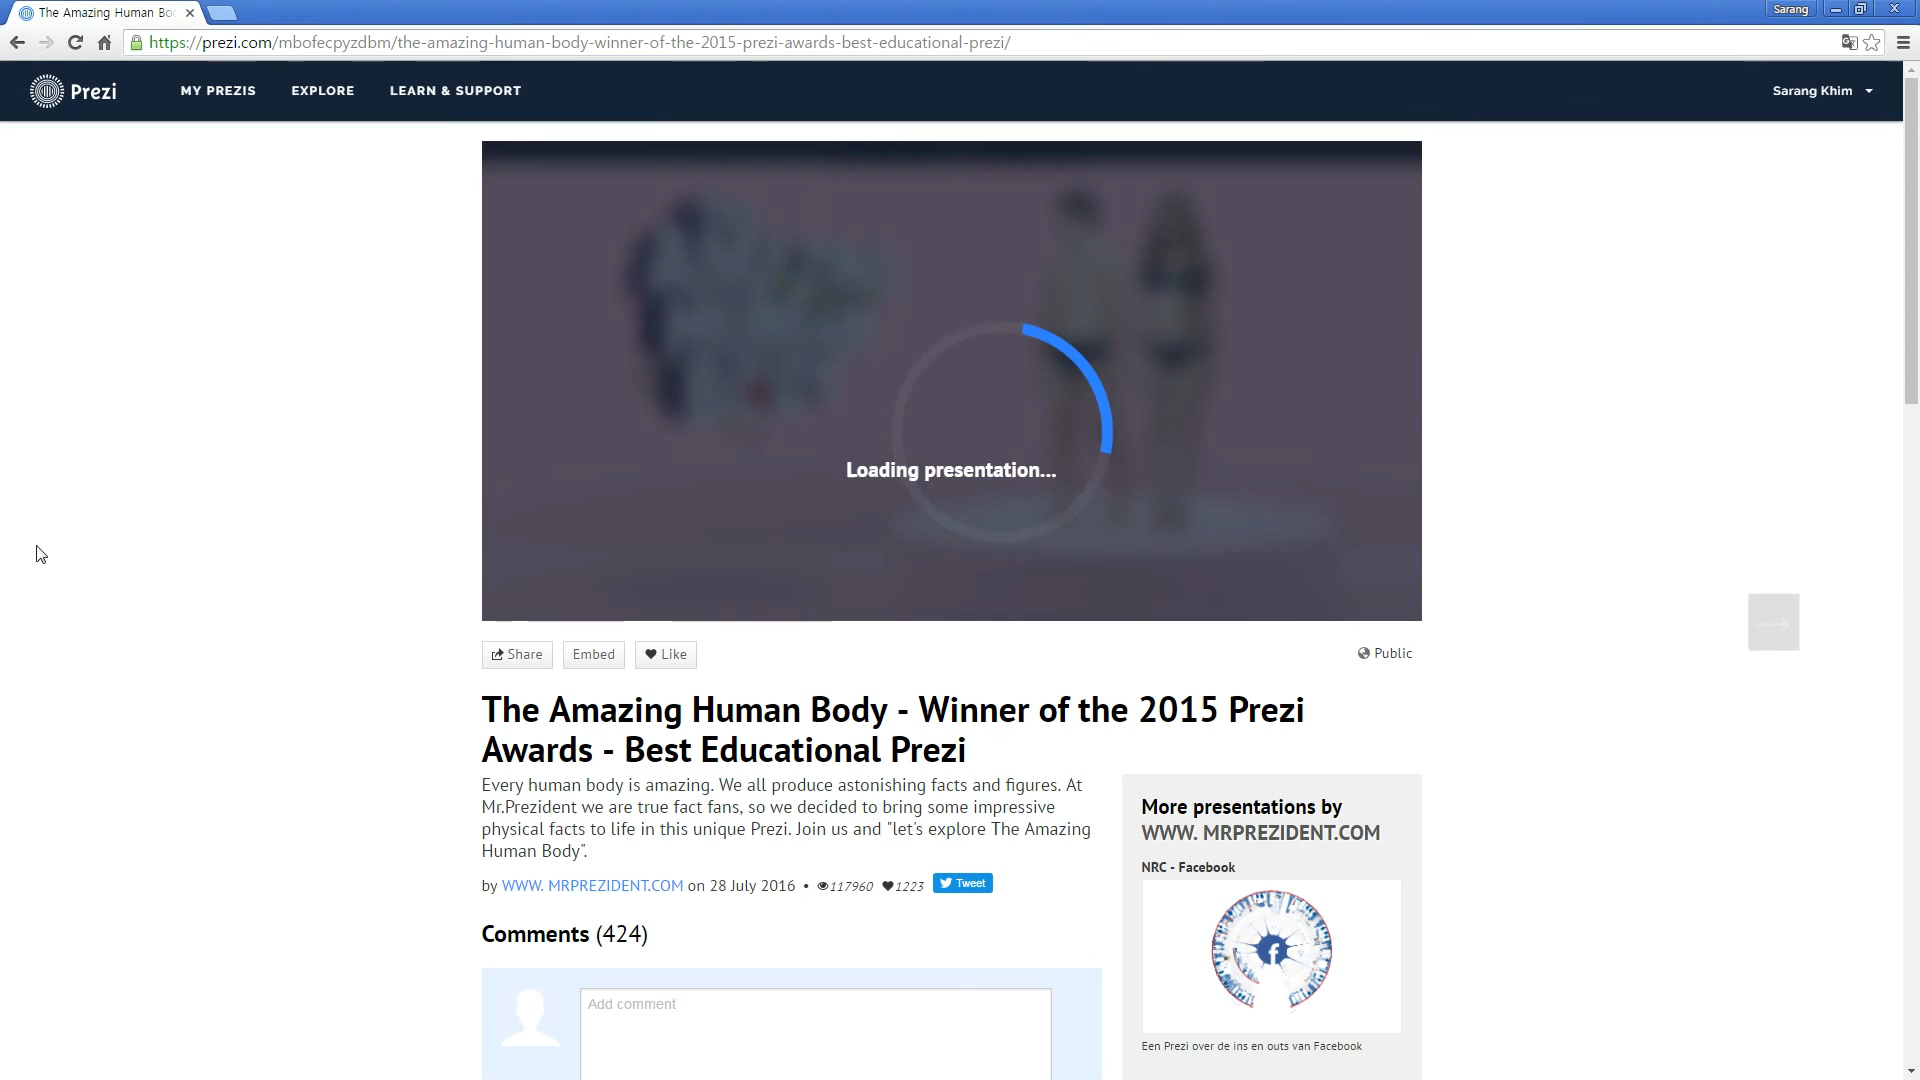 The Amazing Human Bo
Sarang
https://prezi.com/mbofecpyzdbm/the-amazing-human-body-winner-of-the-2015-prezi-awards-best-educational-prezi/
Prezi
MY PREZIS
EXPLORE
LEARN & SUPPORT
Sarang Khim
Loading presentation...
Share
Embed
Like
Public
The Amazing Human Body - Winner of the 2015 Prezi
Awards - Best Educational Prezi
Every human body is amazing. We all produce astonishing facts and figures. At
Mr.Prezident we are true fact fans, so we decided to bring some impressive
physical facts to life in this unique Prezi. Join us and "let's explore The Amazing
Human Body".
by WWW. MRPREZIDENT.COM on 28 July 2016 • 117960 1223 Tweet
Comments (424)
Add comment
More presentations by
WWW. MRPREZIDENT.COM
NRC - Facebook
f
Een Prezi over de ins en outs van Facebook